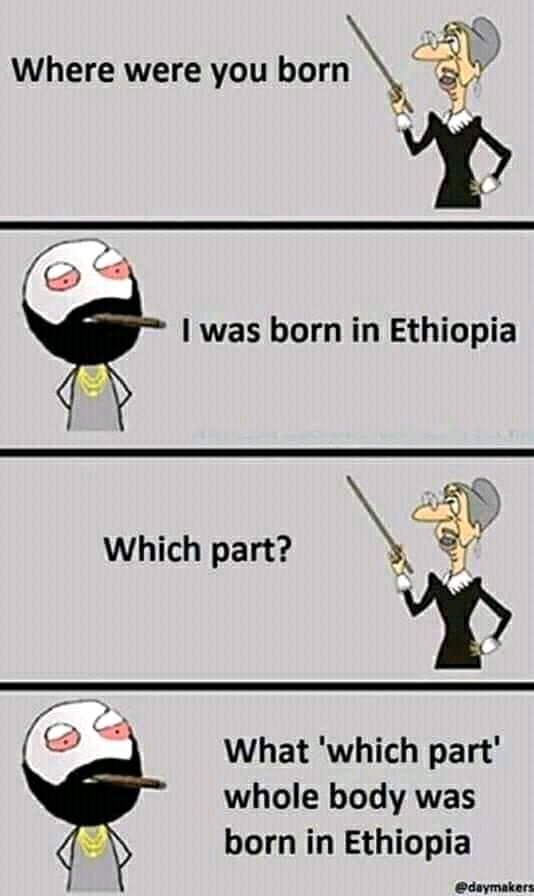 Where were you born
I was born in Ethiopia
Which part?
What 'which part'
whole body was
born in Ethiopia
@daymakers